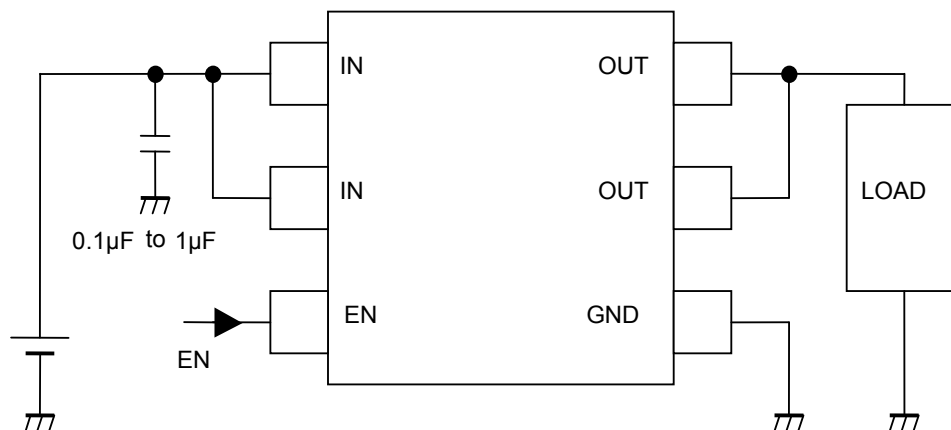 IN
OUT
IN
OUT
LOAD
0.1µF to 1µF
EN
GND
EN